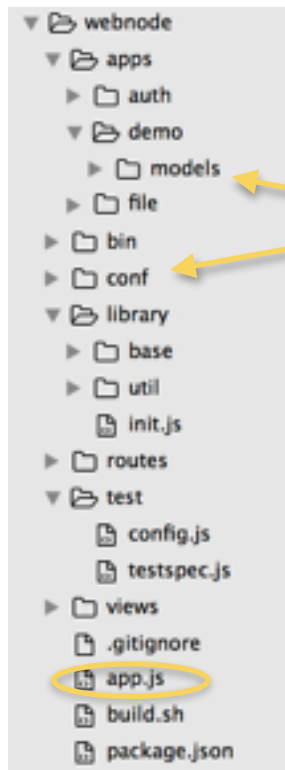 webnode
apps
auth
demo
models
file
bin
conf
library
base
util
init.js
routes
test
config.js
testspec.js
views
.gitignore
app.js
build.sh
package.json